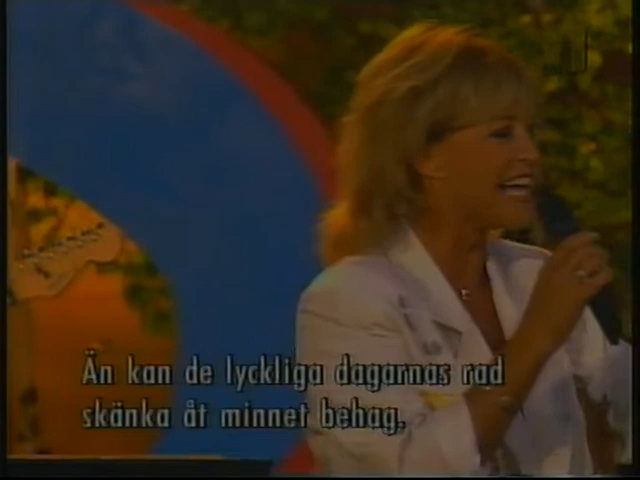 Än kan de lyckliga dagarnas rad
skänka åt minnet behag.